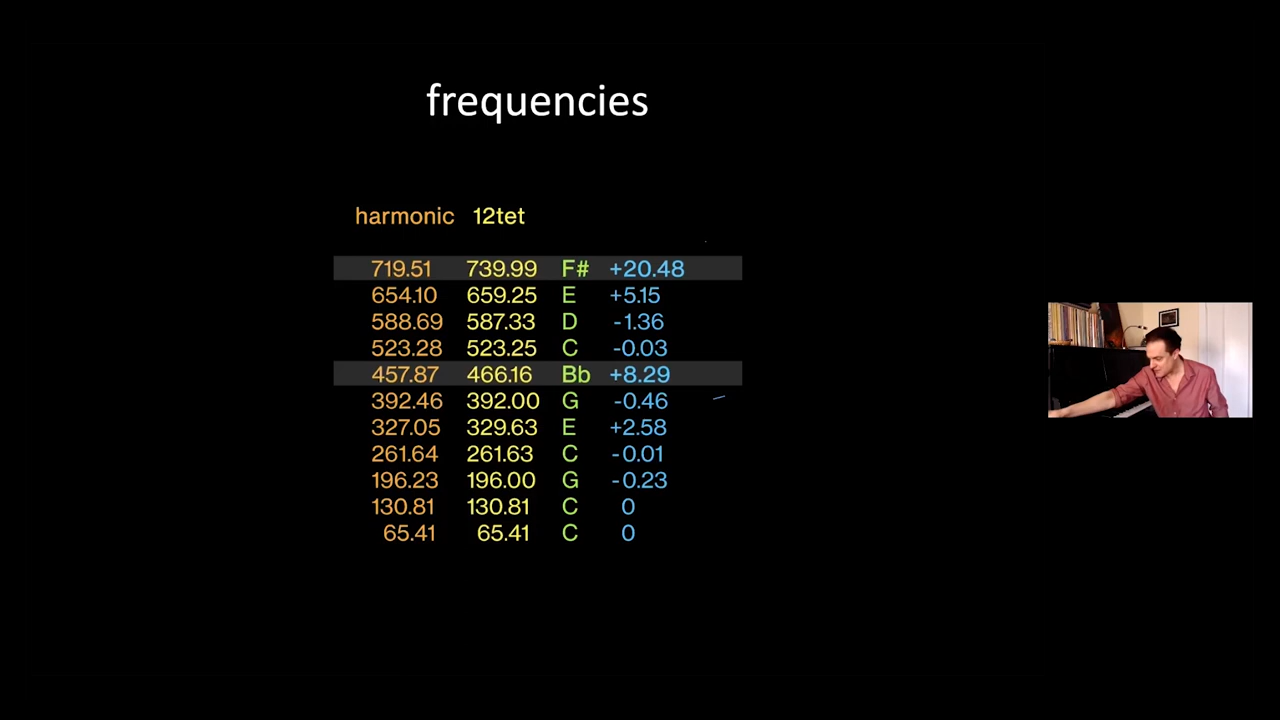 frequencies
harmonic 12tet
719.51 739.99 F# +20.48
654.10 659.25 E +5.15
588.69 587.33 D -1.36
523.28 523.25 C -0.03
457.87 466.16 Bb +8.29
392.46 392.00 G -0.46
327.05 329.63 E +2.58
261.64 261.63 C -0.01
196.23 196.00 G -0.23
130.81 130.81 C 0
65.41 65.41 C 0